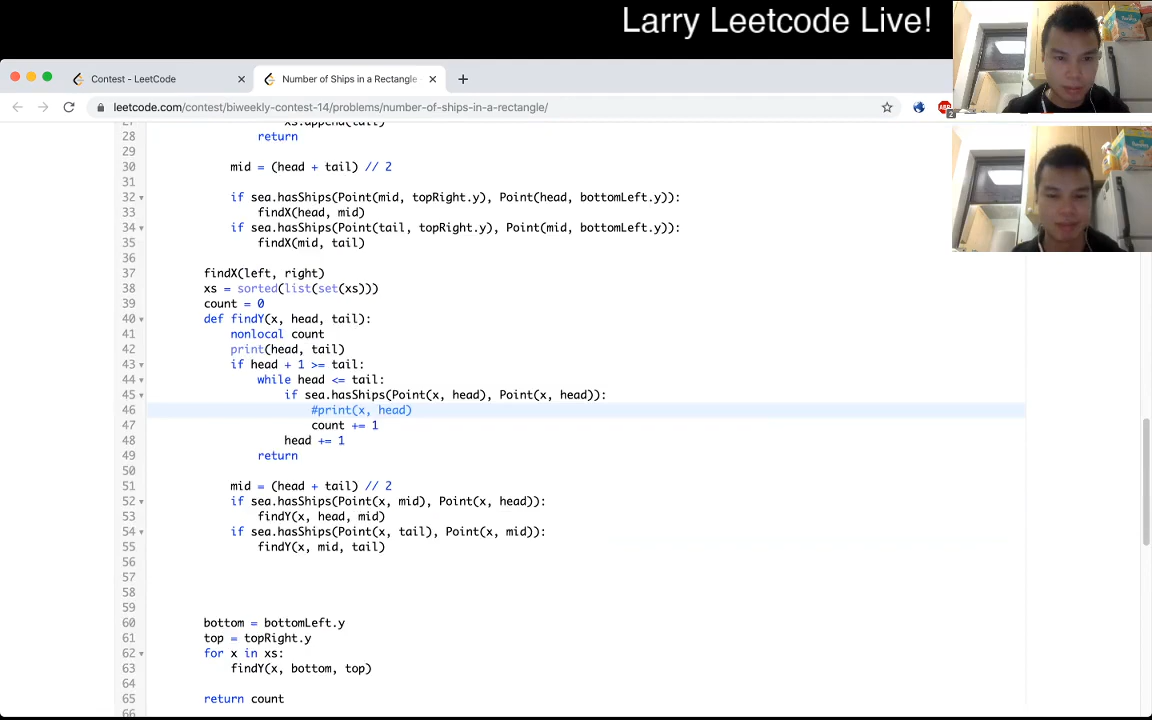 Larry Leetcode Live!
Contest - LeetCode
Number of Ships in a Rectangle
leetcode.com/contest/biweekly-contest-14/problems/number-of-ships-in-a-rectangle/
2
27 xs.append(tail)
28 return
29
30 mid = (head + tail) // 2
31
32 if sea.hasShips(Point(mid, topRight.y), Point(head, bottomLeft.y)):
33 findX(head, mid)
34 if sea.hasShips(Point(tail, topRight.y), Point(mid, bottomLeft.y)):
35 findX(mid, tail)
36
37 findX(left, right)
38 xs = sorted(list(set(xs)))
39 count = 0
40 def findY(x, head, tail):
41 nonlocal count
42 print(head, tail)
43 if head + 1 >= tail:
44 while head <= tail:
45 if sea.hasShips(Point(x, head), Point(x, head)):
46 #print(x, head)
47 count += 1
48 head += 1
49 return
50
51 mid = (head + tail) // 2
52 if sea.hasShips(Point(x, mid), Point(x, head)):
53 findY(x, head, mid)
54 if sea.hasShips(Point(x, tail), Point(x, mid)):
55 findY(x, mid, tail)
56
57
58
59
60 bottom = bottomLeft.y
61 top = topRight.y
62 for x in xs:
63 findY(x, bottom, top)
64
65 return count
66